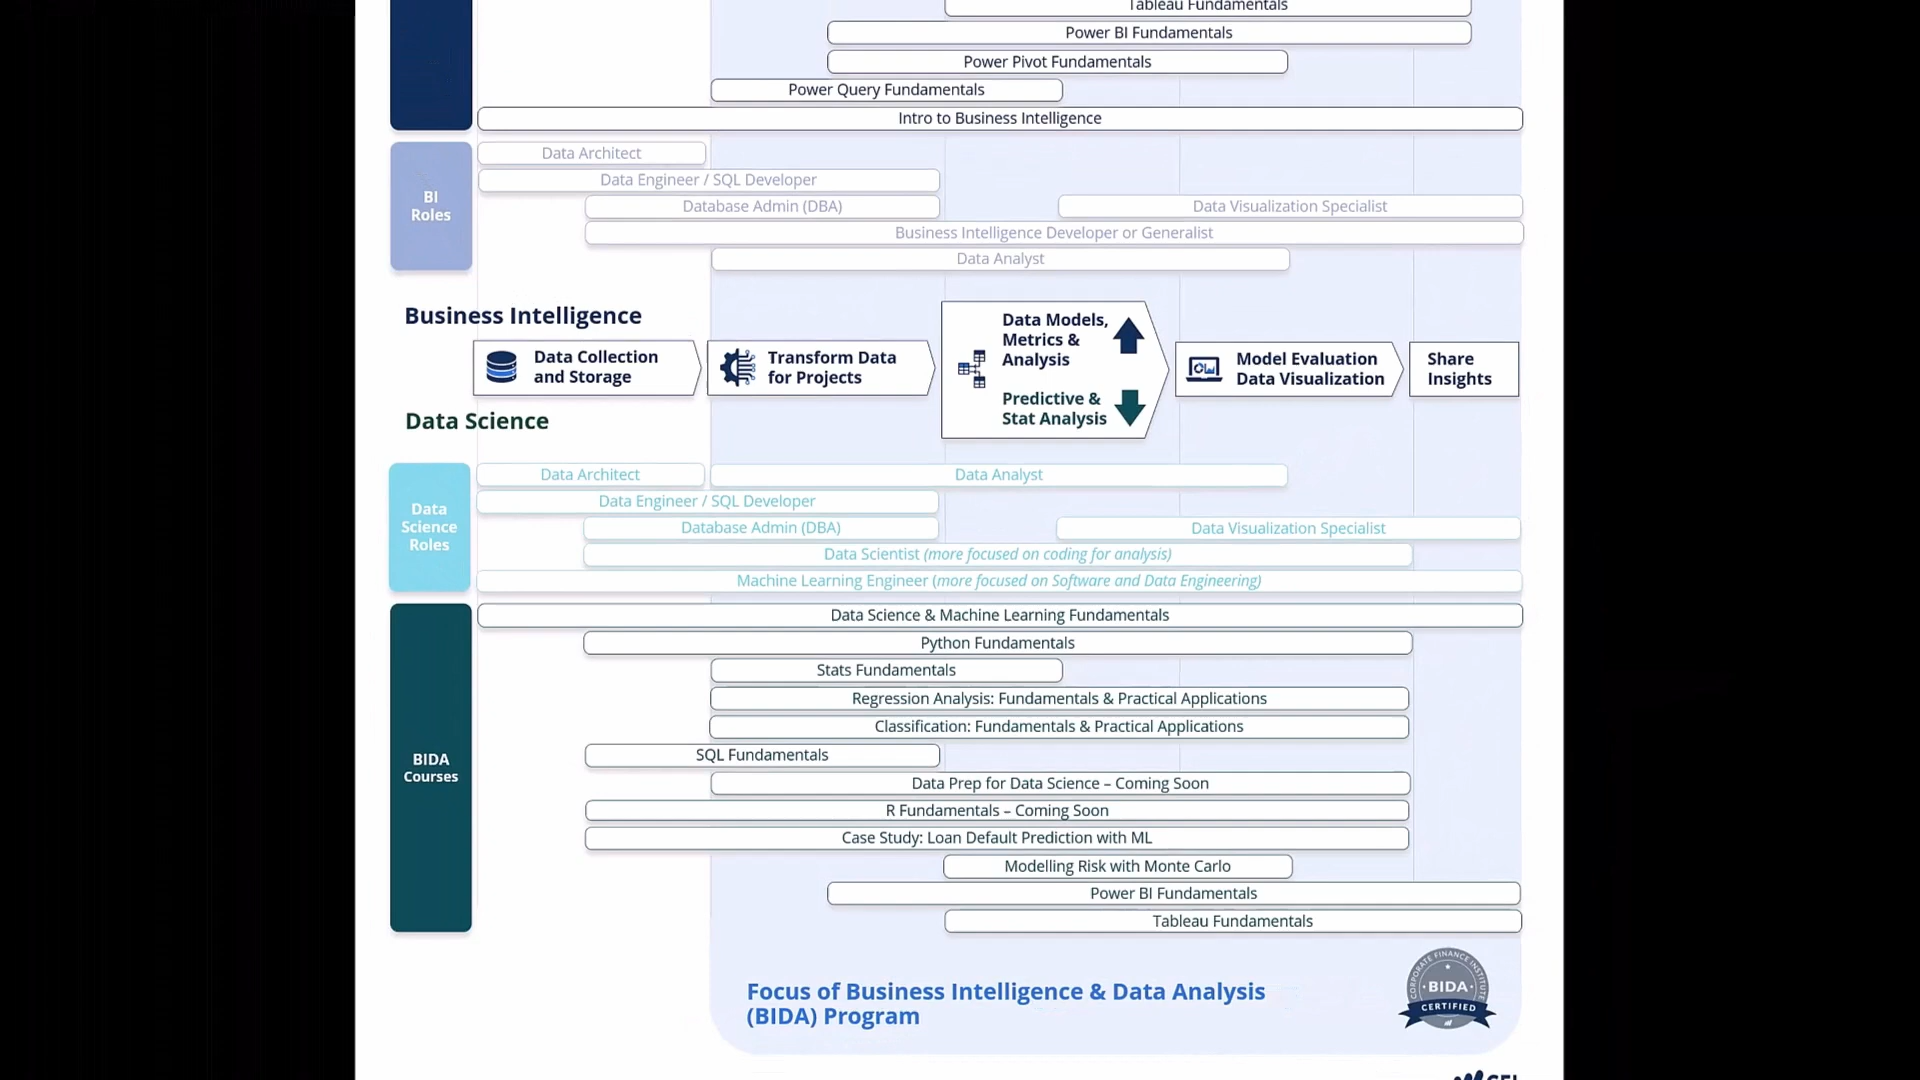 Tableau Fundamentals
Power BI Fundamentals
Power Pivot Fundamentals
Power Query Fundamentals
Intro to Business Intelligence
BI
Roles
Data Architect
Data Engineer / SQL Developer
Database Admin (DBA)
Data Visualization Specialist
Business Intelligence Developer or Generalist
Data Analyst
Business Intelligence
Data Collection
and Storage
Transform Data
for Projects
Data Models,
Metrics &
Analysis
Predictive &
Stat Analysis
Model Evaluation
Data Visualization
Share
Insights
Data Science
Data
Science
Roles
Data Architect
Data Analyst
Data Engineer / SQL Developer
Database Admin (DBA)
Data Visualization Specialist
Data Scientist (more focused on coding for analysis)
Machine Learning Engineer (more focused on Software and Data Engineering)
BIDA
Courses
Data Science & Machine Learning Fundamentals
Python Fundamentals
Stats Fundamentals
Regression Analysis: Fundamentals & Practical Applications
Classification: Fundamentals & Practical Applications
SQL Fundamentals
Data Prep for Data Science – Coming Soon
R Fundamentals – Coming Soon
Case Study: Loan Default Prediction with ML
Modelling Risk with Monte Carlo
Power BI Fundamentals
Tableau Fundamentals
Focus of Business Intelligence & Data Analysis
(BIDA) Program
CORPORATE FINANCE INSTITUTE
BIDA
CERTIFIED
CFI